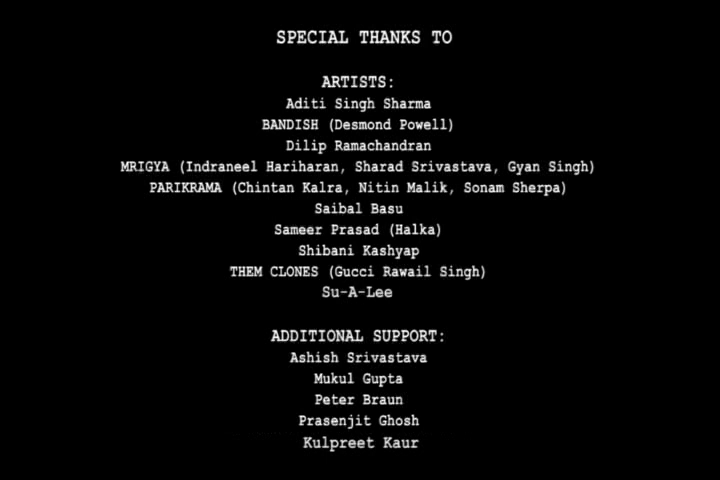 SPECIAL THANKS TO
ARTISTS:
Aditi Singh Sharma
BANDISH (Desmond Powell)
Dilip Ramachandran
MRIGYA (Indraneel Hariharan, Sharad Srivastava, Gyan Singh)
PARIKRAMA (Chintan Kalra, Nitin Malik, Sonam Sherpa)
Saibal Basu
Sameer Prasad (Halka)
Shibani Kashyap
THEM CLONES (Gucci Rawail Singh)
Su-A-Lee
ADDITIONAL SUPPORT:
Ashish Srivastava
Mukul Gupta
Peter Braun
Prasenjit Ghosh
Kulpreet Kaur